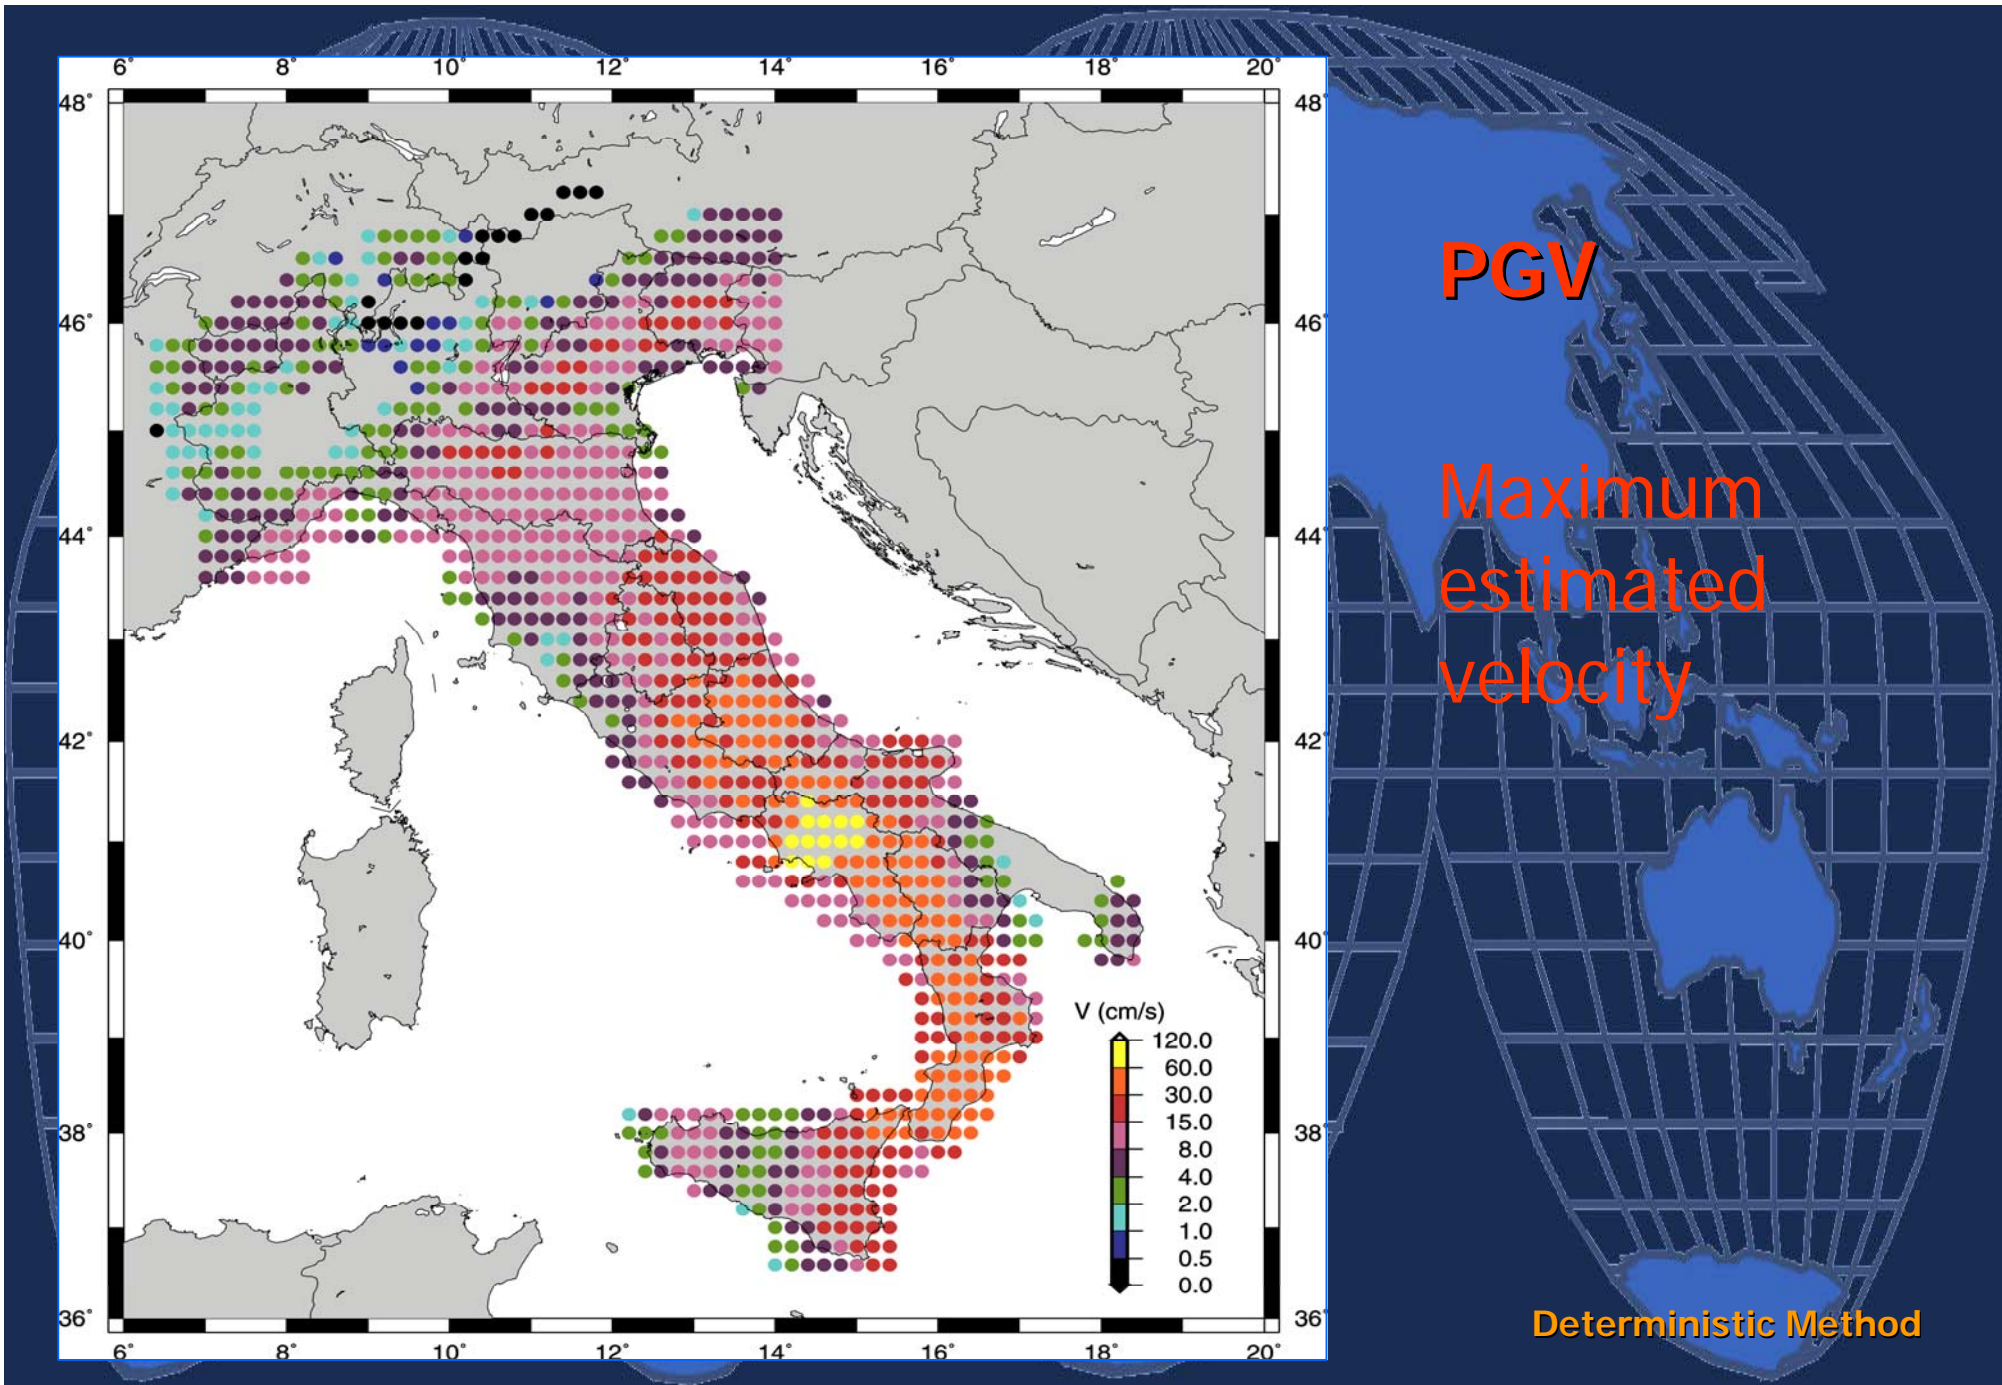 6° 8° 10° 12° 14° 16° 18° 20°
48° 48°
46° 46°
44° 44°
42° 42°
40° 40°
38° 38°
36° 36°
6° 8° 10° 12° 14° 16° 18° 20°
V (cm/s)
120.0
60.0
30.0
15.0
8.0
4.0
2.0
1.0
0.5
0.0
PGV
Maximum
estimated
velocity
Deterministic Method